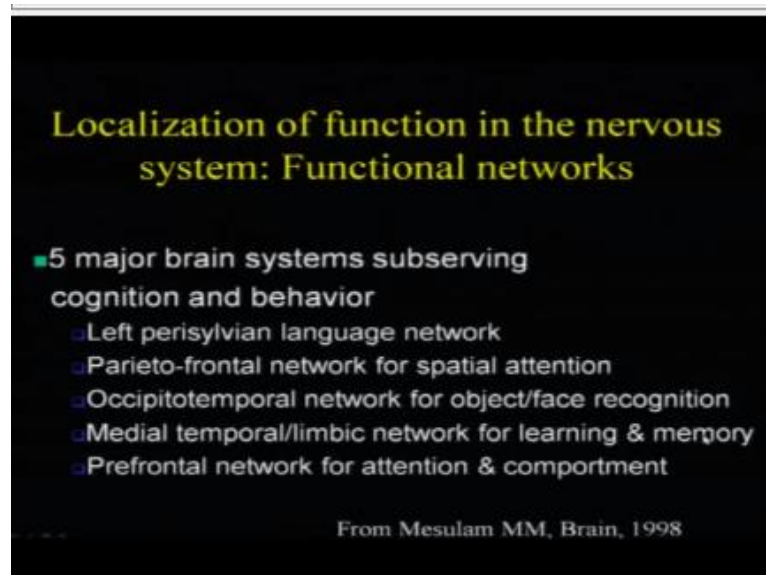 Localization of function in the nervous
system: Functional networks
5 major brain systems subserving
cognition and behavior
Left perisylvian language network
Parieto-frontal network for spatial attention
Occipitotemporal network for object/face recognition
Medial temporal/limbic network for learning & memory
Prefrontal network for attention & comportment
From Mesulam MM, Brain, 1998